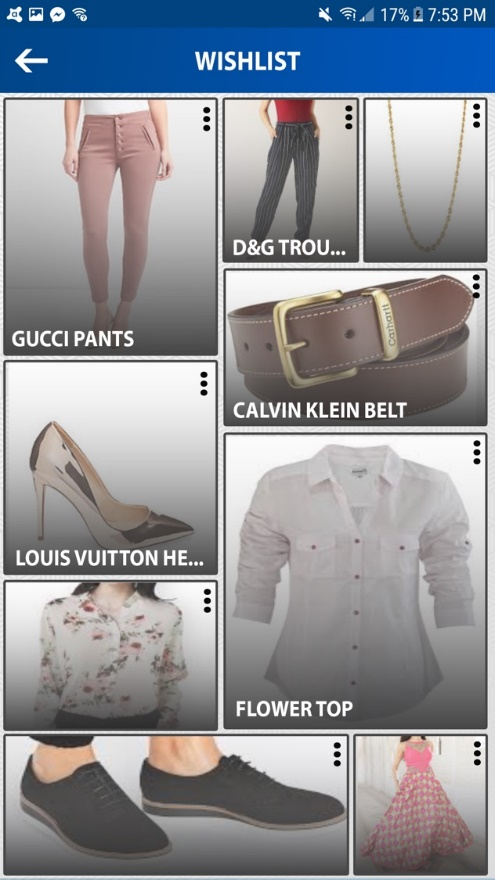 17% 7:53 PM
WISHLIST
GUCCI PANTS
D&G TROU...
Carhartt
CALVIN KLEIN BELT
LOUIS VUITTON HE...
FLOWER TOP